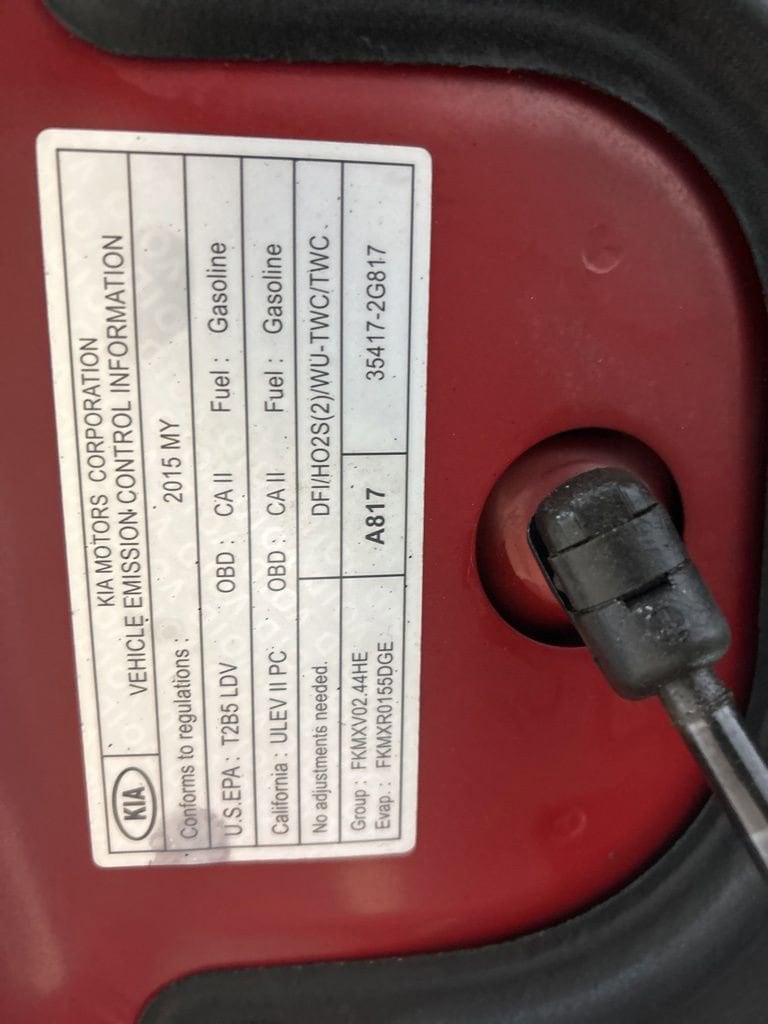 KIA
KIA MOTORS CORPORATION
VEHICLE EMISSION CONTROL INFORMATION
Conforms to regulations : 2015 MY
U.S.EPA : T2B5 LDV OBD : CA II Fuel : Gasoline
California : ULEV II PC OBD : CA II Fuel : Gasoline
No adjustments needed. DFI/HO2S(2)/WU-TWC/TWC
Group : FKMXV02.44HE
Evap. : FKMXR0155DGE
A817
35417-2G817